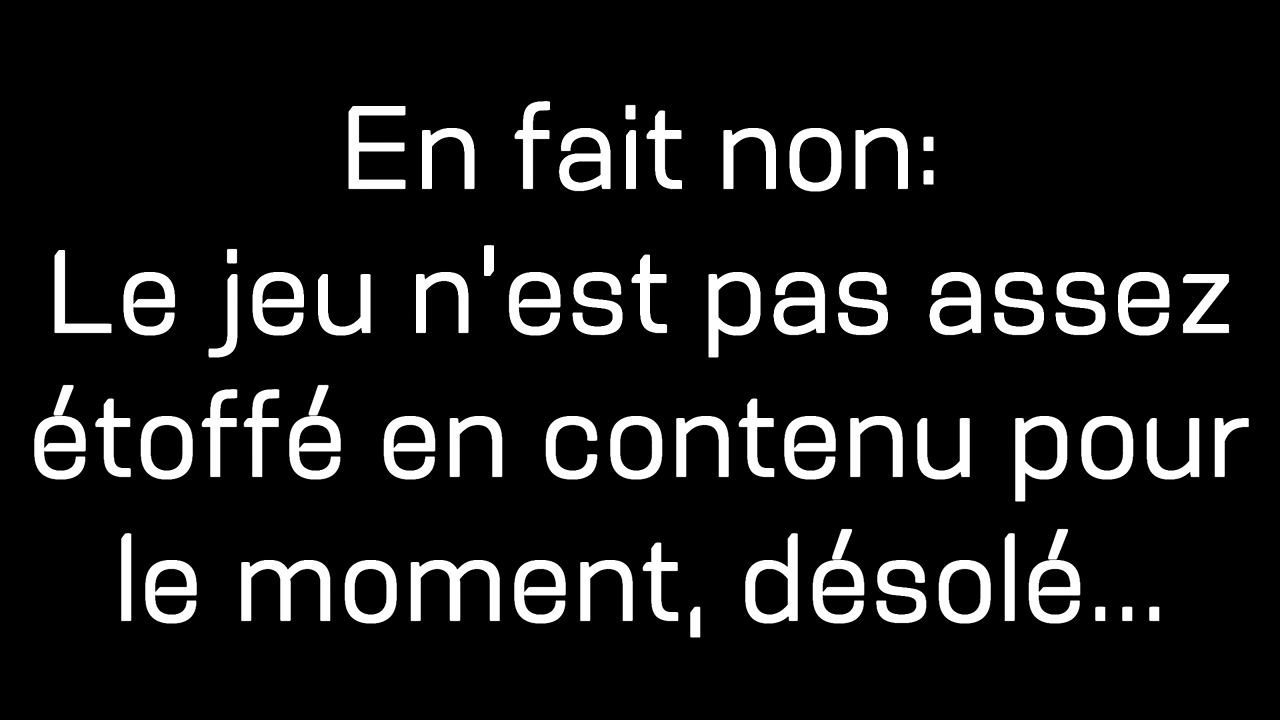 En fait non:
Le jeu n'est pas assez
étoffé en contenu pour
le moment, désolé...